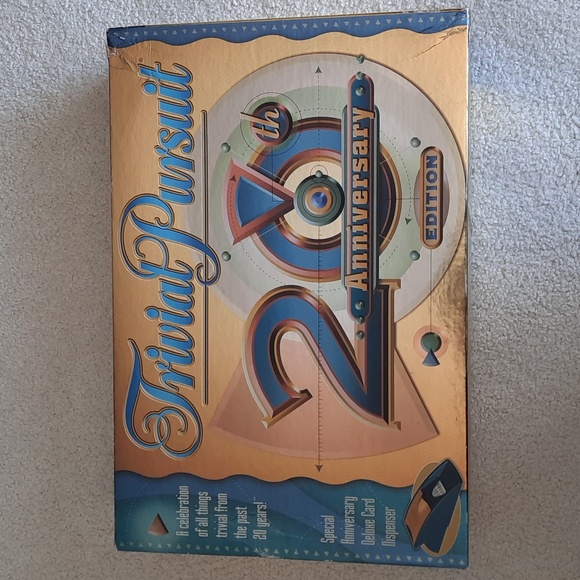 Trivial Pursuit
20th
Anniversary
EDITION
A celebration
of all things
trivial from
the past
20 years!
Special
Anniversary
Deluxe Card
Dispenser